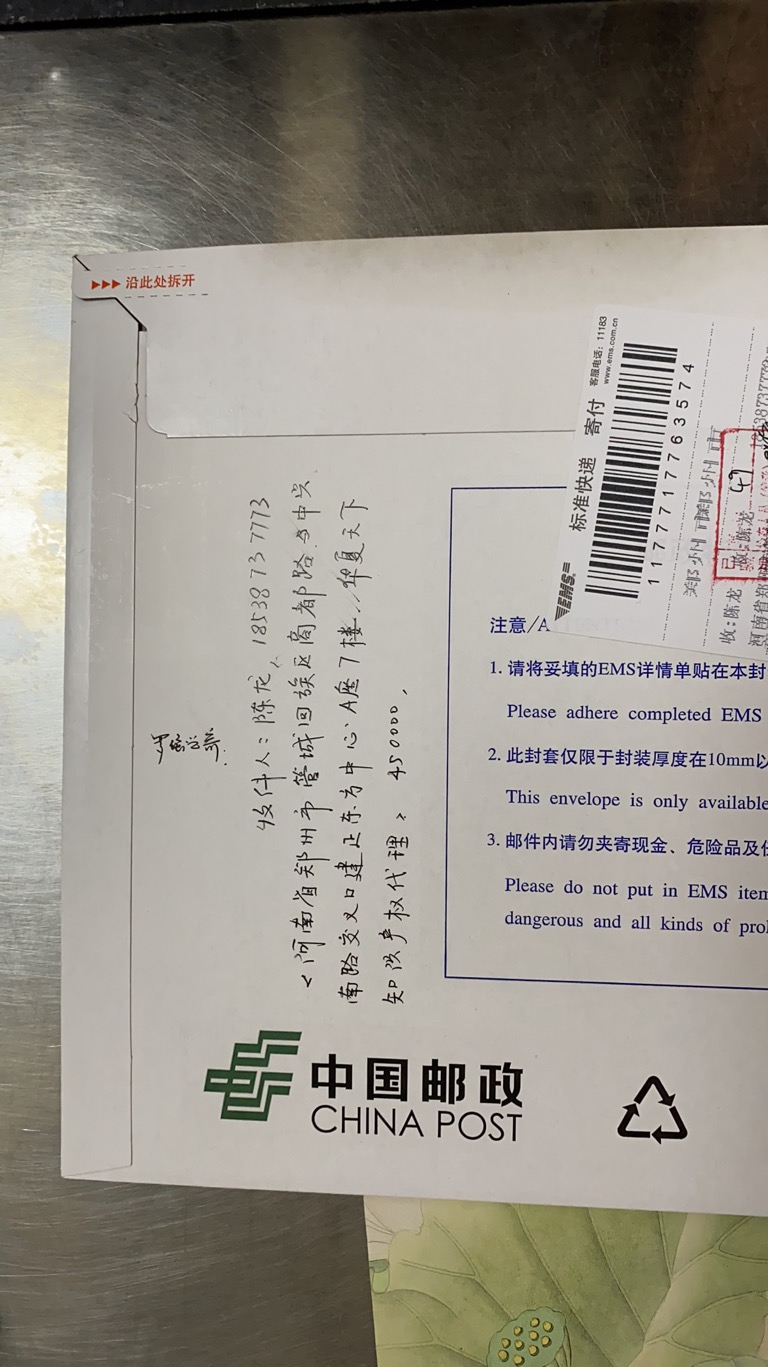 ▶▶▶ 沿此处拆开
收件人：陈龙，18538737773
<河南省郑州市管城回族区商都路与中兴
南路交叉口建正东方中心A座7楼，华夏天下
知识产权代理> 450000，
EMS
标准快递 寄付
客服电话：11183
www.ems.com.cn
1177717763574
郑州市
收：陈龙
注意/A
1. 请将妥填的EMS详情单贴在本封
Please adhere completed EMS
2. 此封套仅限于封装厚度在10mm以
This envelope is only available
3. 邮件内请勿夹寄现金、危险品及任
Please do not put in EMS item
dangerous and all kinds of pro
中国邮政
CHINA POST